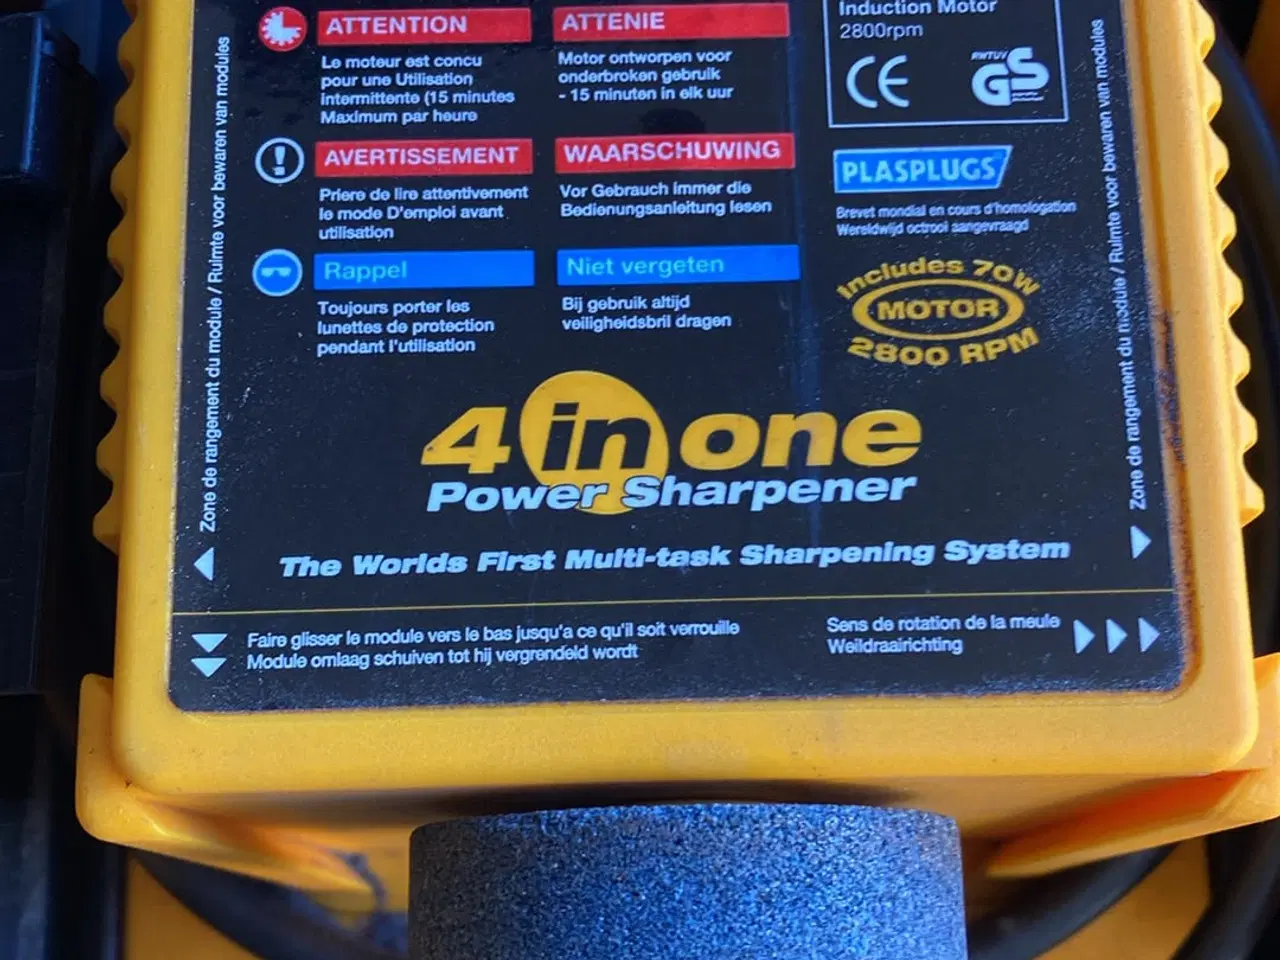 ATTENTION
Le moteur est concu
pour une Utilisation
Intermittente (15 minutes
Maximum par heure
ATTENIE
Motor ontworpen voor
onderbroken gebruik
- 15 minuten in elk uur
Induction Motor
2800rpm
CE
RWTUV
GS
AVERTISSEMENT
Priere de lire attentivement
le mode D'emploi avant
utilisation
WAARSCHUWING
Vor Gebrauch immer die
Bedienungsanleitung lesen
PLASPLUGS
Brevet mondial en cours d'homologation
Wereldwijd octrooi aangevraagd
Rappel
Toujours porter les
lunettes de protection
pendant l'utilisation
Niet vergeten
Bij gebruik altijd
veiligheidsbril dragen
Includes 70W
MOTOR
2800 RPM
Zone de rangement du module / Ruimte voor bewaren van modules
Zone de rangement du module / Ruimte voor bewaren van modules
4 in one
Power Sharpener
The Worlds First Multi-task Sharpening System
Faire glisser le module vers le bas jusqu'a ce qu'il soit verrouille
Module omlaag schuiven tot hij vergrendeld wordt
Sens de rotation de la meule
Weildraairichting